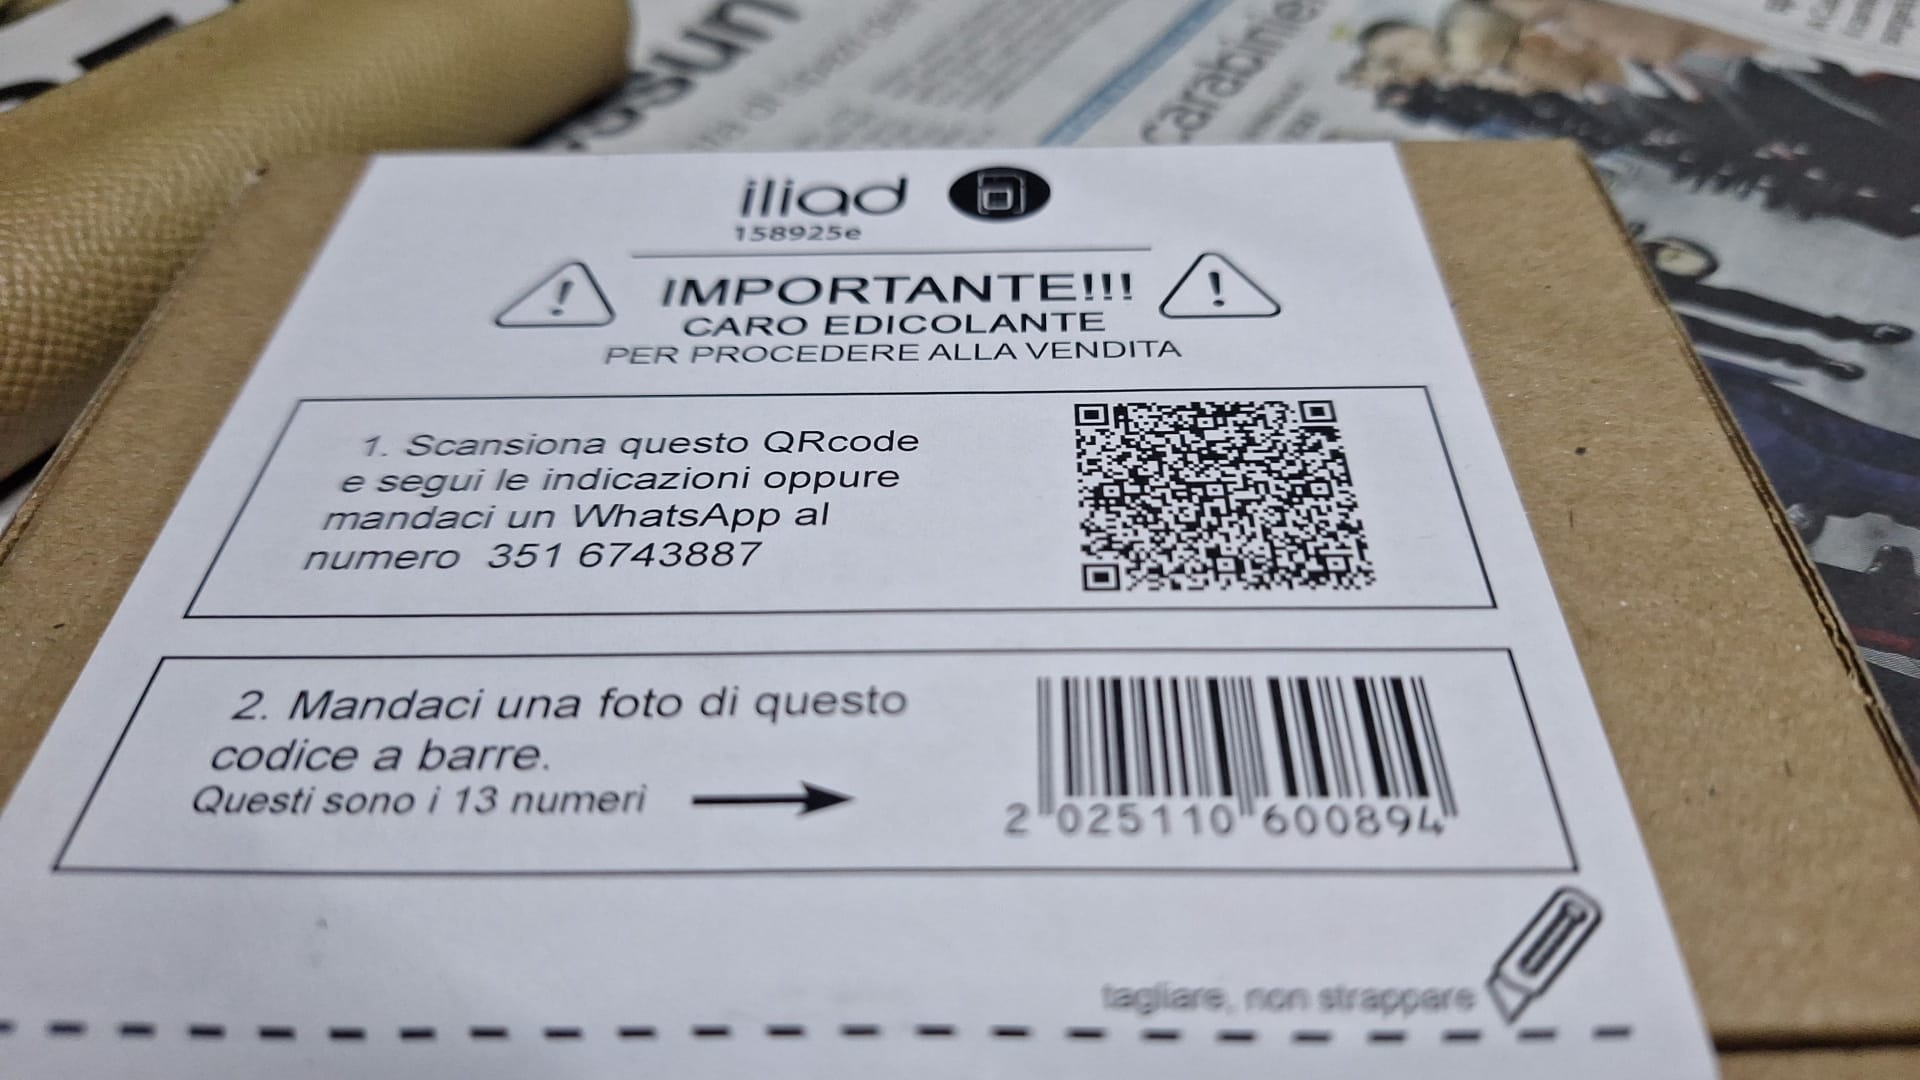 iliad
158925e
IMPORTANTE!!!
CARO EDICOLANTE
PER PROCEDERE ALLA VENDITA
1. Scansiona questo QRcode
e segui le indicazioni oppure
mandaci un WhatsApp al
numero 351 6743887
2. Mandaci una foto di questo
codice a barre.
Questi sono i 13 numeri
2 025110 600894
tagliare, non strappare